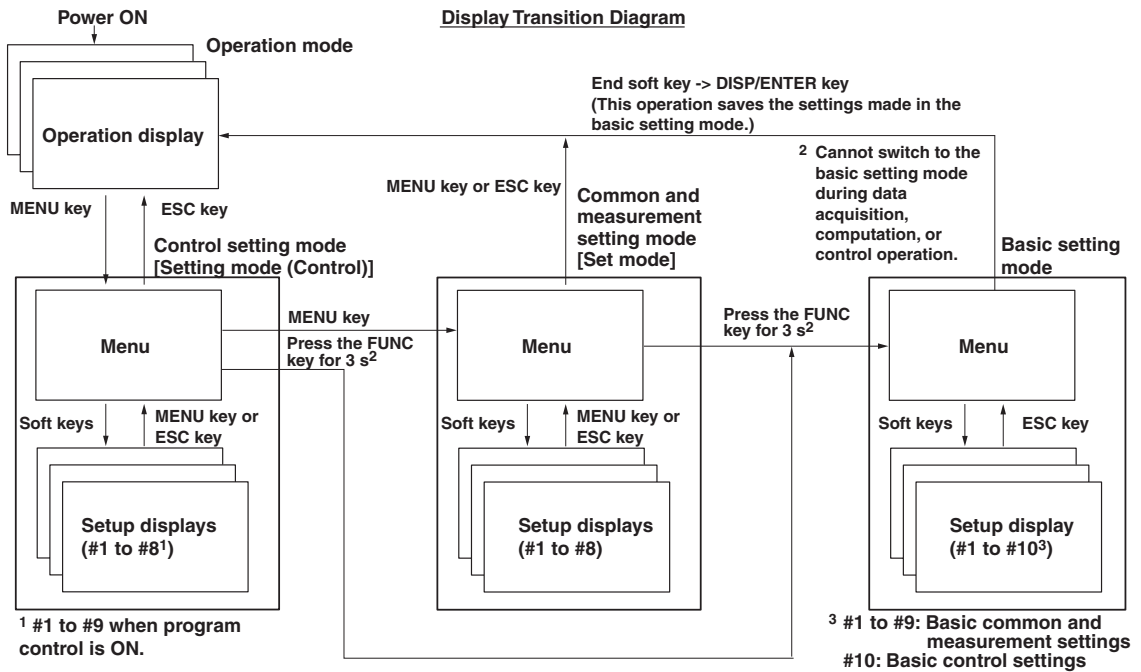 Display Transition Diagram
Power ON
Operation mode
Operation display
End soft key -> DISP/ENTER key
(This operation saves the settings made in the
basic setting mode.)
2 Cannot switch to the
basic setting mode
during data
acquisition,
computation, or
control operation.
MENU key
ESC key
MENU key or ESC key
Control setting mode
[Setting mode (Control)]
Common and
measurement
setting mode
[Set mode]
Basic setting
mode
Menu
MENU key
Press the FUNC
key for 3 s2
Menu
Press the FUNC
key for 3 s2
Menu
Soft keys
MENU key or
ESC key
Soft keys
MENU key or
ESC key
Soft keys
ESC key
Setup displays
(#1 to #81)
Setup displays
(#1 to #8)
Setup display
(#1 to #103)
1 #1 to #9 when program
control is ON.
3 #1 to #9: Basic common and
measurement settings
#10: Basic control settings